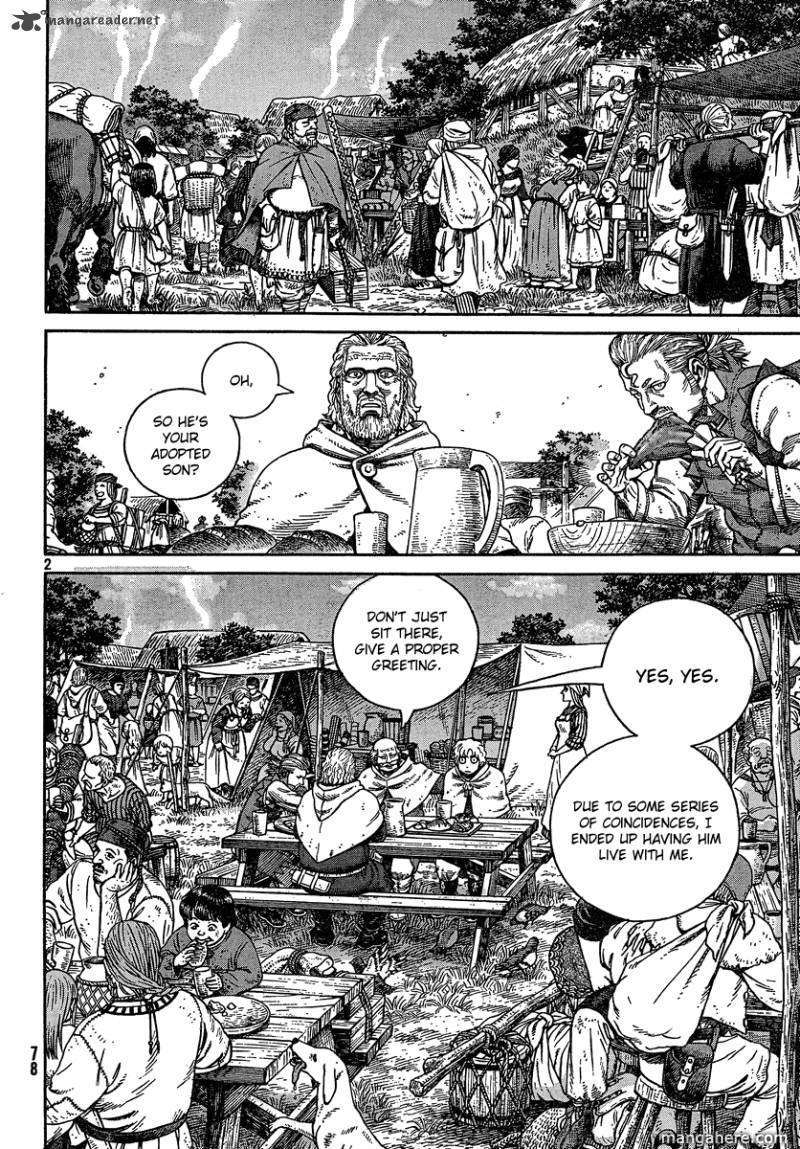 mangareader.net
OH,
SO HE'S
YOUR
ADOPTED
SON?
2
DON'T JUST
SIT THERE,
GIVE A PROPER
GREETING.
YES, YES.
DUE TO SOME SERIES
OF COINCIDENCES, I
ENDED UP HAVING HIM
LIVE WITH ME.
78
mangahere.com